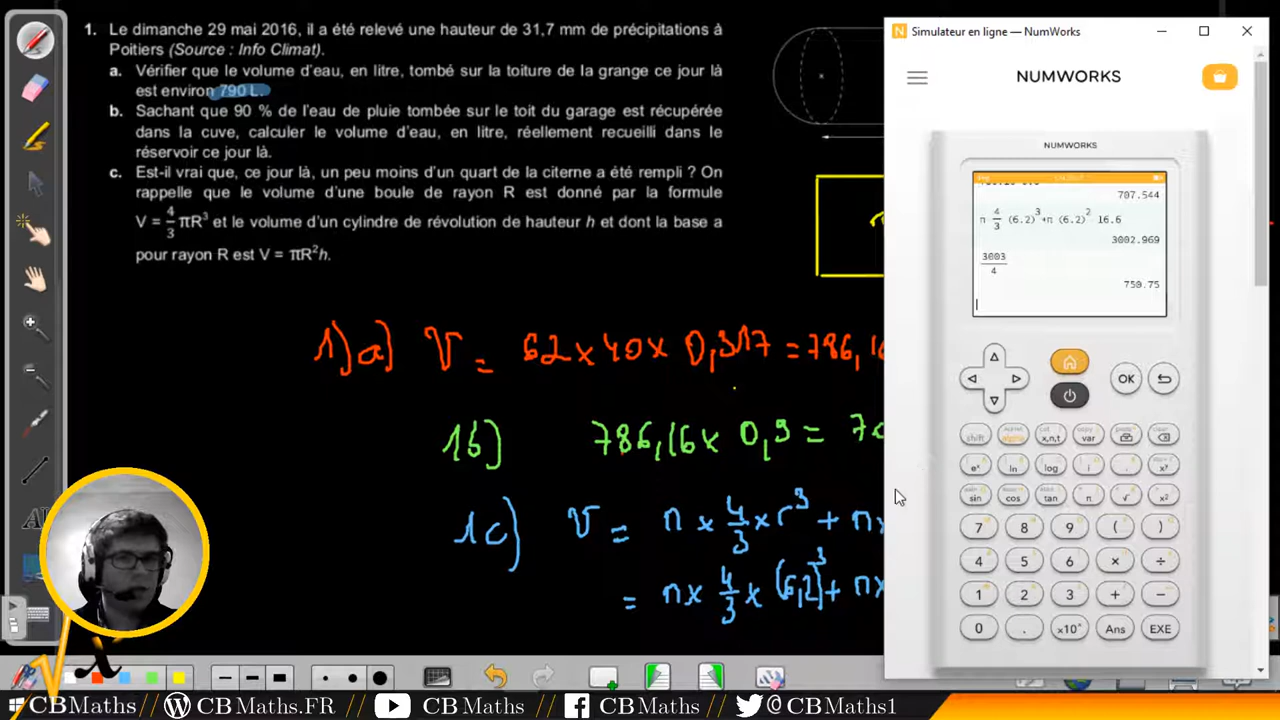 1. Le dimanche 29 mai 2016, il a été relevé une hauteur de 31,7 mm de précipitations à
Poitiers (Source : Info Climat).
a. Vérifier que le volume d'eau, en litre, tombé sur la toiture de la grange ce jour là
est environ 790 L.
b. Sachant que 90 % de l'eau de pluie tombée sur le toit du garage est récupérée
dans la cuve, calculer le volume d'eau, en litre, réellement recueilli dans le
réservoir ce jour là.
c. Est-il vrai que, ce jour là, un peu moins d'un quart de la citerne a été rempli ? On
rappelle que le volume d'une boule de rayon R est donné par la formule
V = 4/3 πR³ et le volume d'un cylindre de révolution de hauteur h et dont la base a
pour rayon R est V = πR²h.
1)a) V = 62 x 40 x 0,317 = 786,16
1b) 786,16 x 0,9 = 70
1c) V = π x 4/3 x r³ + π x
= π x 4/3 x (6,2)³ + π x
Simulateur en ligne — NumWorks
NUMWORKS
NUMWORKS
707.544
π 4/3 (6.2)³+π (6.2)² 16.6
3002.969
3003/4
750.75
OK
shift alpha x,n,t var
eˣ ln log i , xʸ
sin cos tan π √ x²
7 8 9 ( )
4 5 6 × ÷
1 2 3 + −
0 . ×10ˣ Ans EXE
CBMaths CBMaths.FR CBMaths CBMaths @CBMaths1